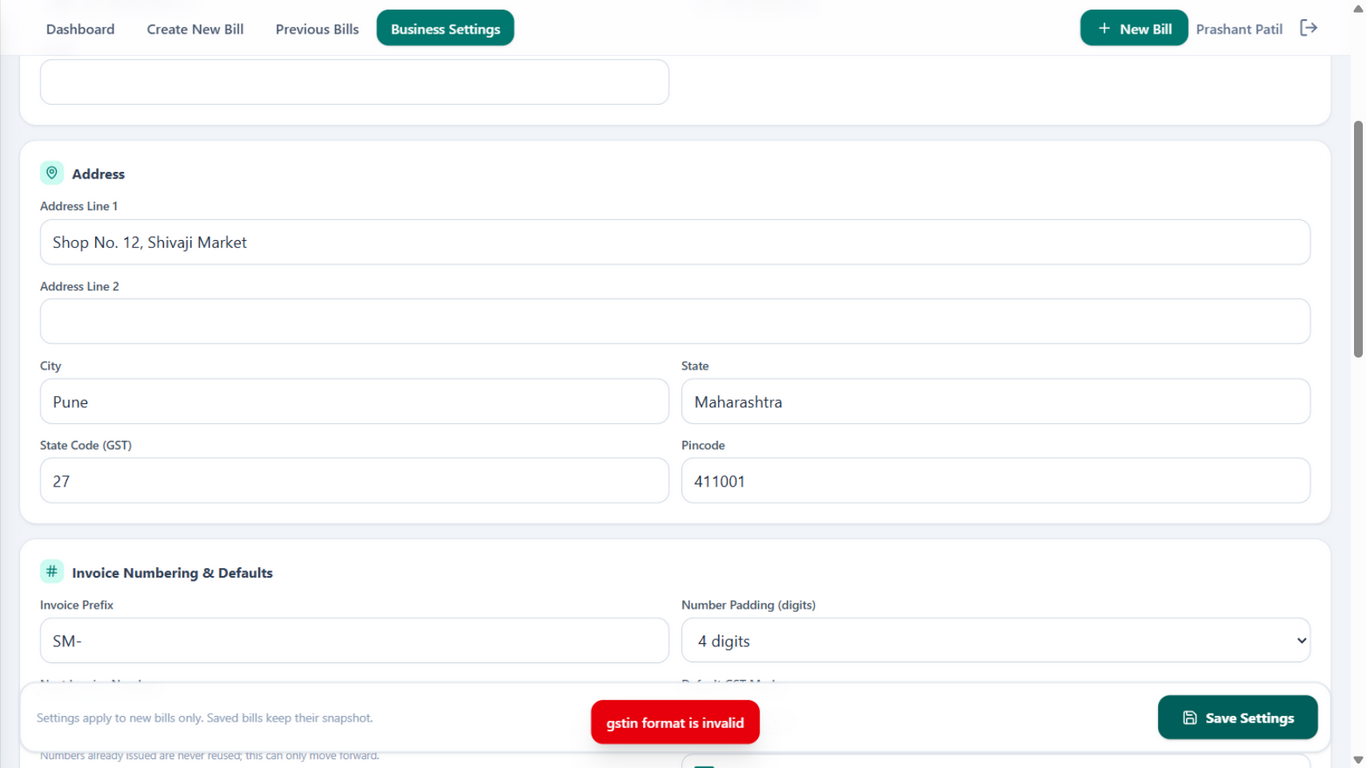 Dashboard
Create New Bill
Previous Bills
Business Settings
+ New Bill
Prashant Patil
Address
Address Line 1
Shop No. 12, Shivaji Market
Address Line 2
City
State
Pune
Maharashtra
State Code (GST)
Pincode
27
411001
# Invoice Numbering & Defaults
Invoice Prefix
Number Padding (digits)
SM-
4 digits
Settings apply to new bills only. Saved bills keep their snapshot.
gstin format is invalid
Save Settings
Numbers already issued are never reused; this can only move forward.